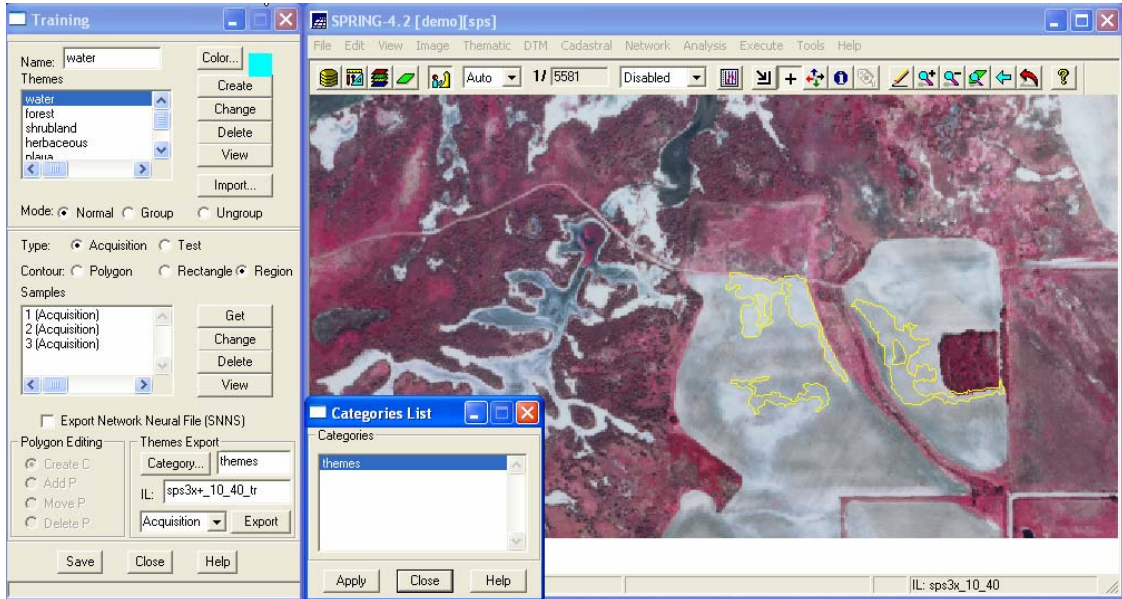 Training
Name: water
Color...
Themes
water
forest
shrubland
herbaceous
playa
Create
Change
Delete
View
Import...
Mode: Normal Group Ungroup
Type: Acquisition Test
Contour: Polygon Rectangle Region
Samples
1 (Acquisition)
2 (Acquisition)
3 (Acquisition)
Get
Change
Delete
View
Export Network Neural File (SNNS)
Polygon Editing
Create C
Add P
Move P
Delete P
Themes Export
Category... themes
IL: sps3x+_10_40_tr
Acquisition Export
Save Close Help
SPRING-4.2 [demo][sps]
File Edit View Image Thematic DTM Cadastral Network Analysis Execute Tools Help
Auto 1/ 5581 Disabled
Categories List
Categories
themes
Apply Close Help
IL: sps3x_10_40